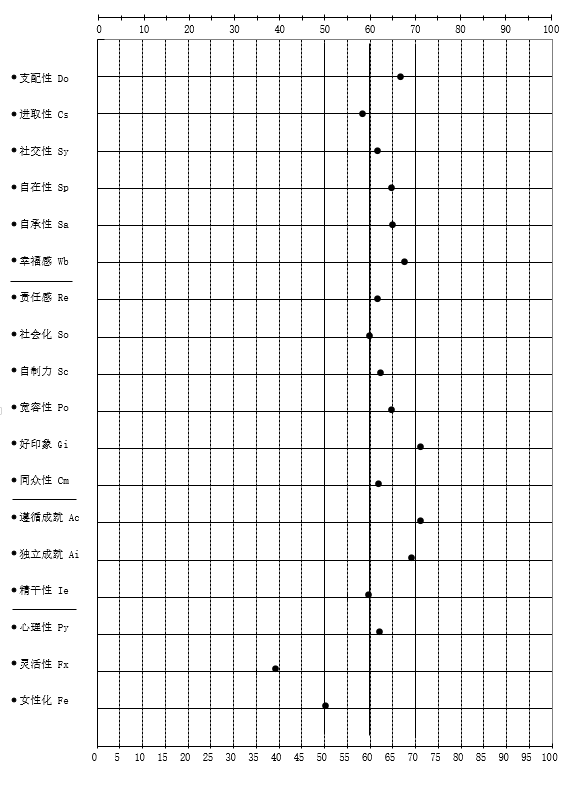 0 10 20 30 40 50 60 70 80 90 100
● 支配性 Do
● 进取性 Cs
● 社交性 Sy
● 自在性 Sp
● 自承性 Sa
● 幸福感 Wb
● 责任感 Re
● 社会化 So
● 自制力 Sc
● 宽容性 Po
● 好印象 Gi
● 同众性 Cm
● 遵循成就 Ac
● 独立成就 Ai
● 精干性 Ie
● 心理性 Py
● 灵活性 Fx
● 女性化 Fe
0 5 10 15 20 25 30 35 40 45 50 55 60 65 70 75 80 85 90 95 100